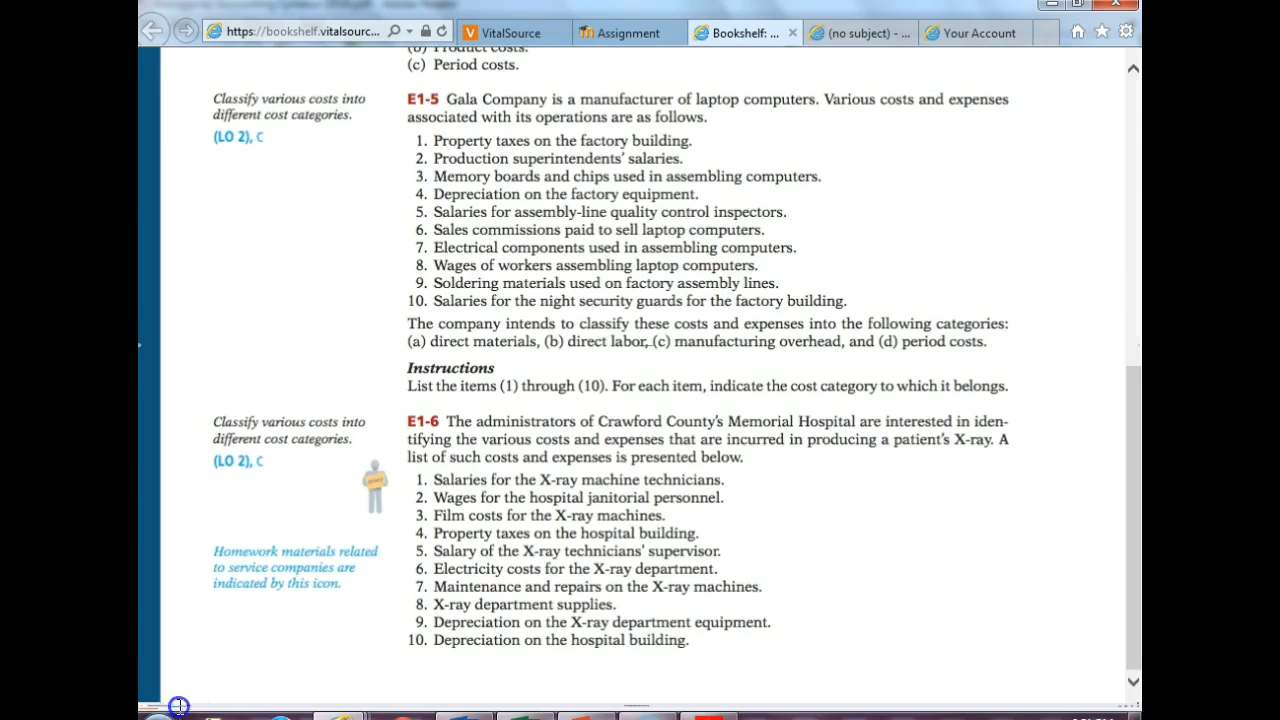 https://bookshelf.vitalsourc...
VitalSource
Assignment
Bookshelf: ...
(no subject) - ...
Your Account
(b) Product costs.
(c) Period costs.
Classify various costs into
different cost categories.
(LO 2), C
E1-5 Gala Company is a manufacturer of laptop computers. Various costs and expenses
associated with its operations are as follows.
1. Property taxes on the factory building.
2. Production superintendents' salaries.
3. Memory boards and chips used in assembling computers.
4. Depreciation on the factory equipment.
5. Salaries for assembly-line quality control inspectors.
6. Sales commissions paid to sell laptop computers.
7. Electrical components used in assembling computers.
8. Wages of workers assembling laptop computers.
9. Soldering materials used on factory assembly lines.
10. Salaries for the night security guards for the factory building.
The company intends to classify these costs and expenses into the following categories:
(a) direct materials, (b) direct labor, (c) manufacturing overhead, and (d) period costs.
Instructions
List the items (1) through (10). For each item, indicate the cost category to which it belongs.
Classify various costs into
different cost categories.
(LO 2), C
E1-6 The administrators of Crawford County's Memorial Hospital are interested in iden-
tifying the various costs and expenses that are incurred in producing a patient's X-ray. A
list of such costs and expenses is presented below.
1. Salaries for the X-ray machine technicians.
2. Wages for the hospital janitorial personnel.
3. Film costs for the X-ray machines.
4. Property taxes on the hospital building.
5. Salary of the X-ray technicians' supervisor.
6. Electricity costs for the X-ray department.
7. Maintenance and repairs on the X-ray machines.
8. X-ray department supplies.
9. Depreciation on the X-ray department equipment.
10. Depreciation on the hospital building.
Homework materials related
to service companies are
indicated by this icon.